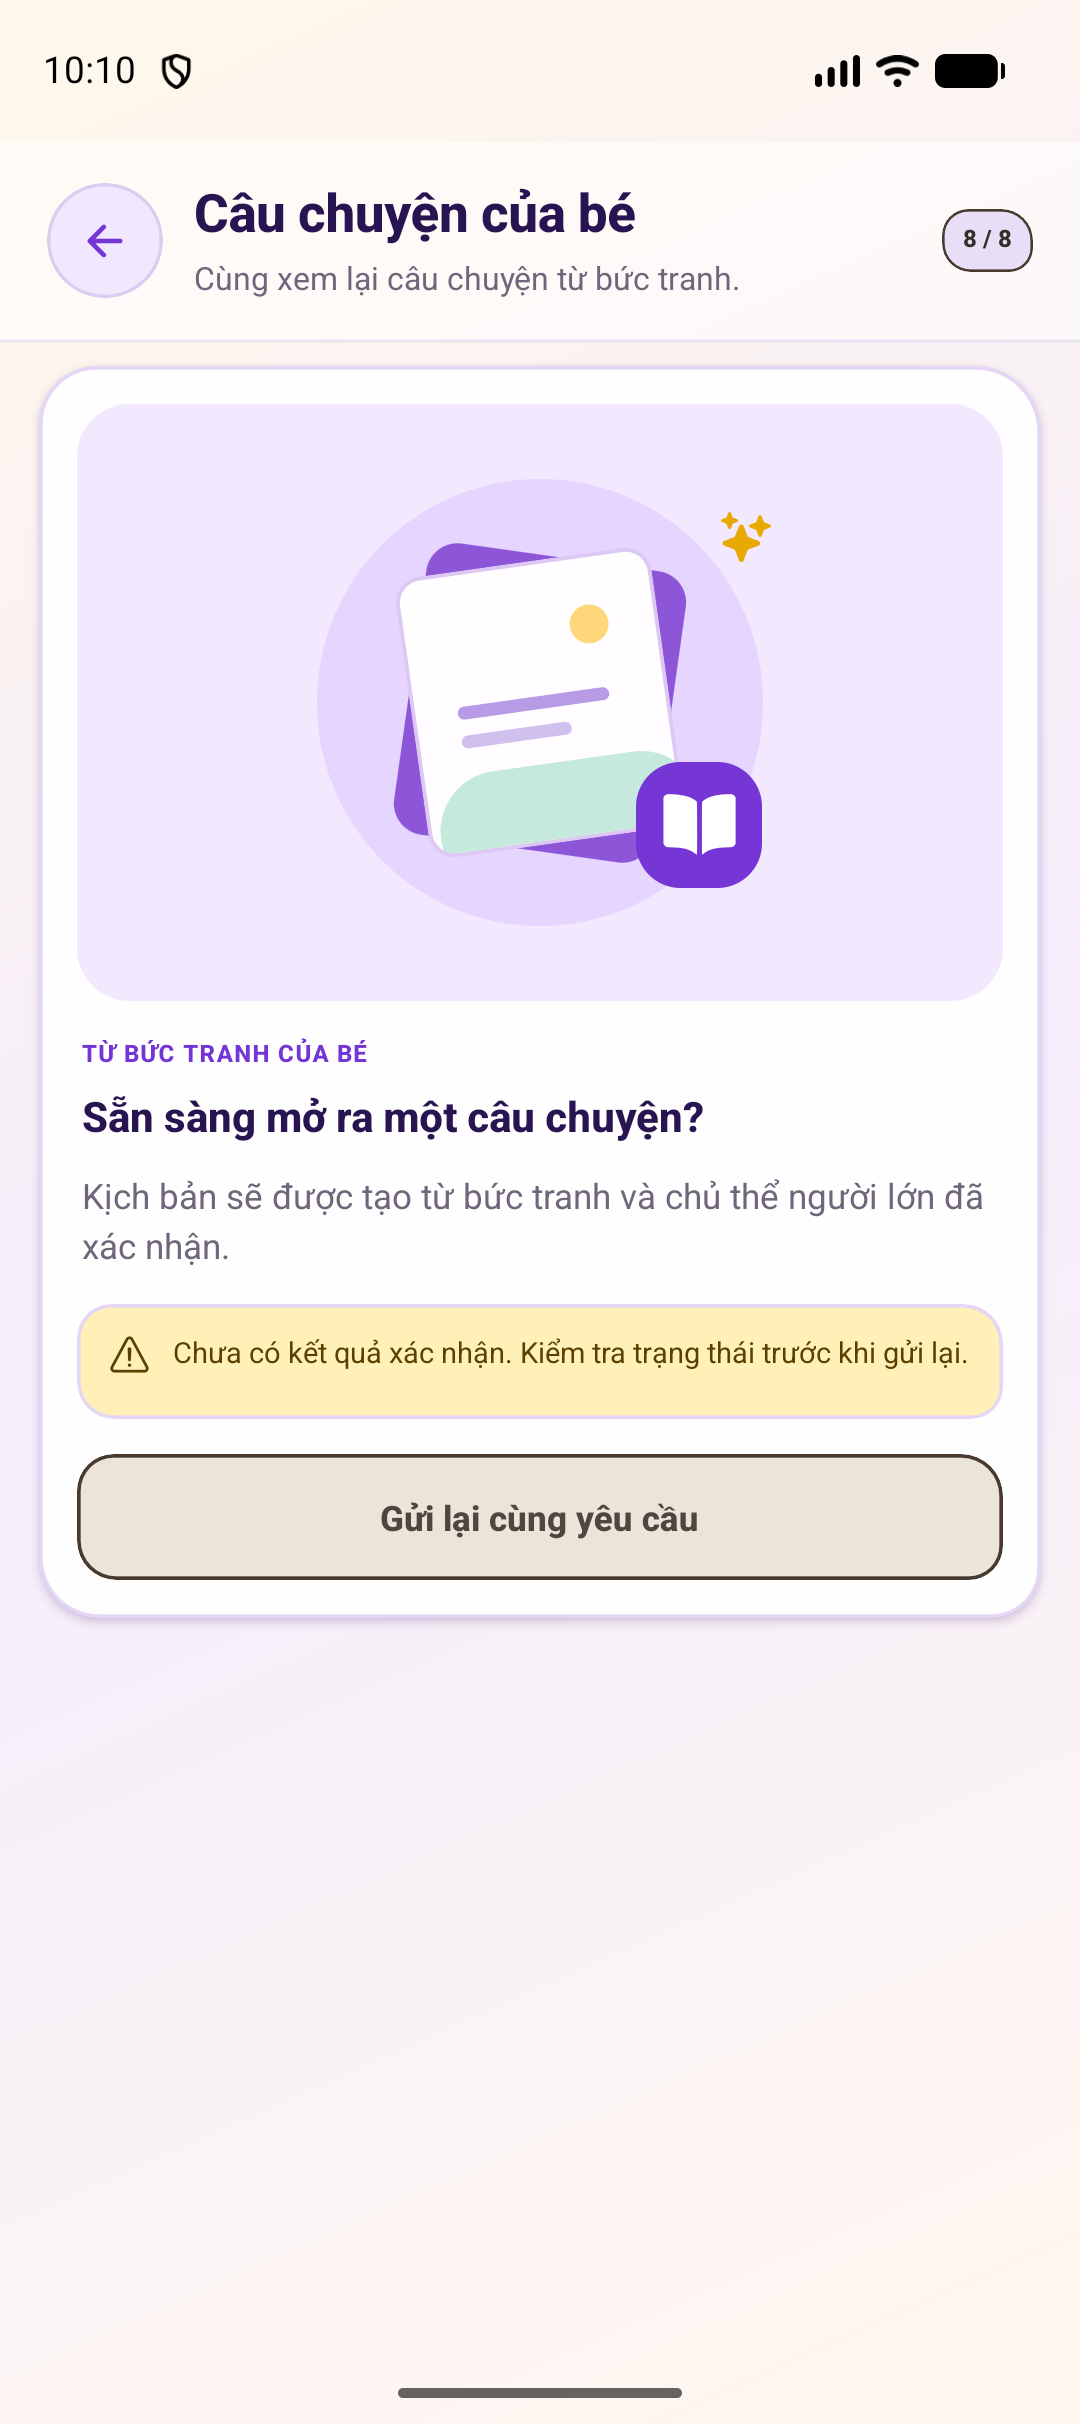 10:10
Câu chuyện của bé
Cùng xem lại câu chuyện từ bức tranh.
8 / 8
TỪ BỨC TRANH CỦA BÉ
Sẵn sàng mở ra một câu chuyện?
Kịch bản sẽ được tạo từ bức tranh và chủ thể người lớn đã
xác nhận.
Chưa có kết quả xác nhận. Kiểm tra trạng thái trước khi gửi lại.
Gửi lại cùng yêu cầu